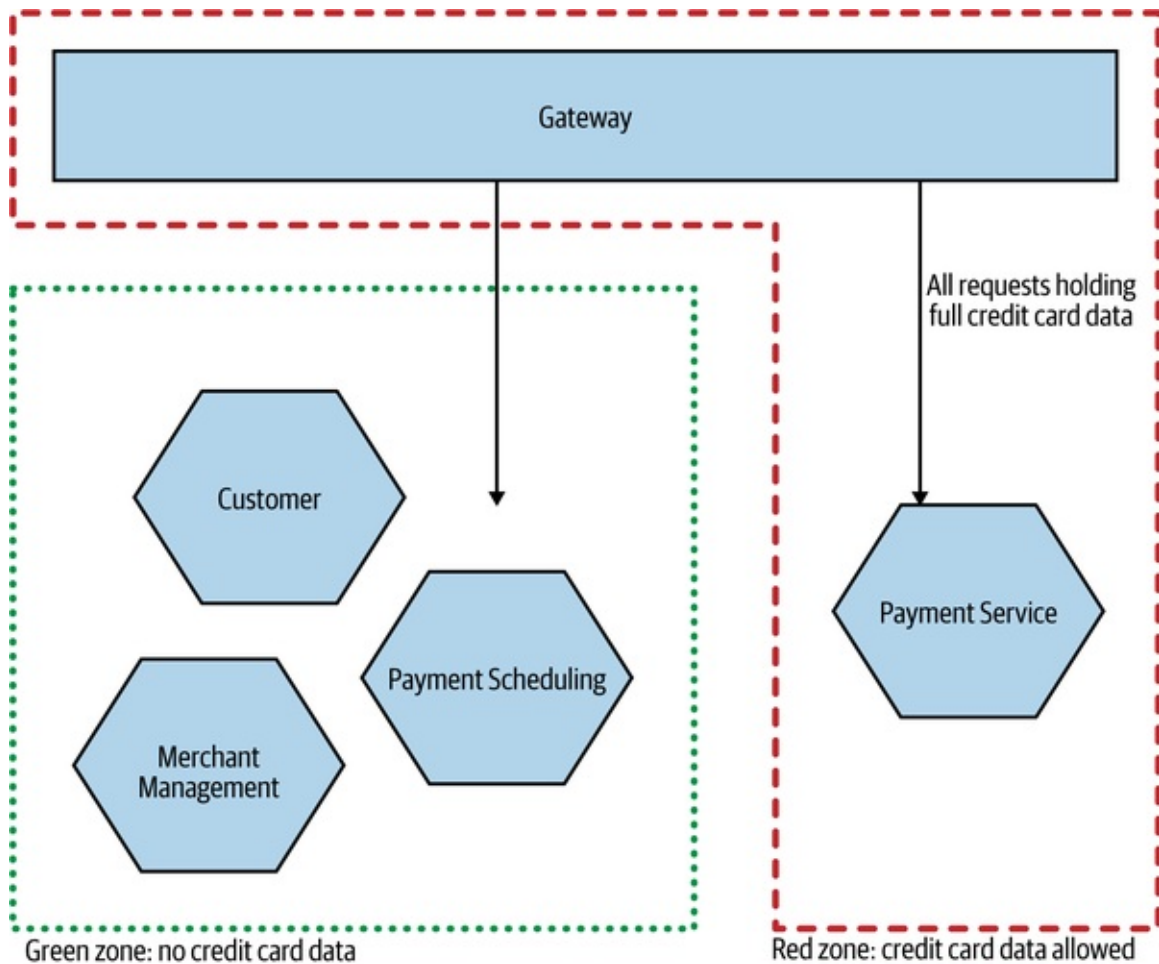 Gateway
All requests holding
full credit card data
Customer
Payment Scheduling
Payment Service
Merchant
Management
Green zone: no credit card data
Red zone: credit card data allowed